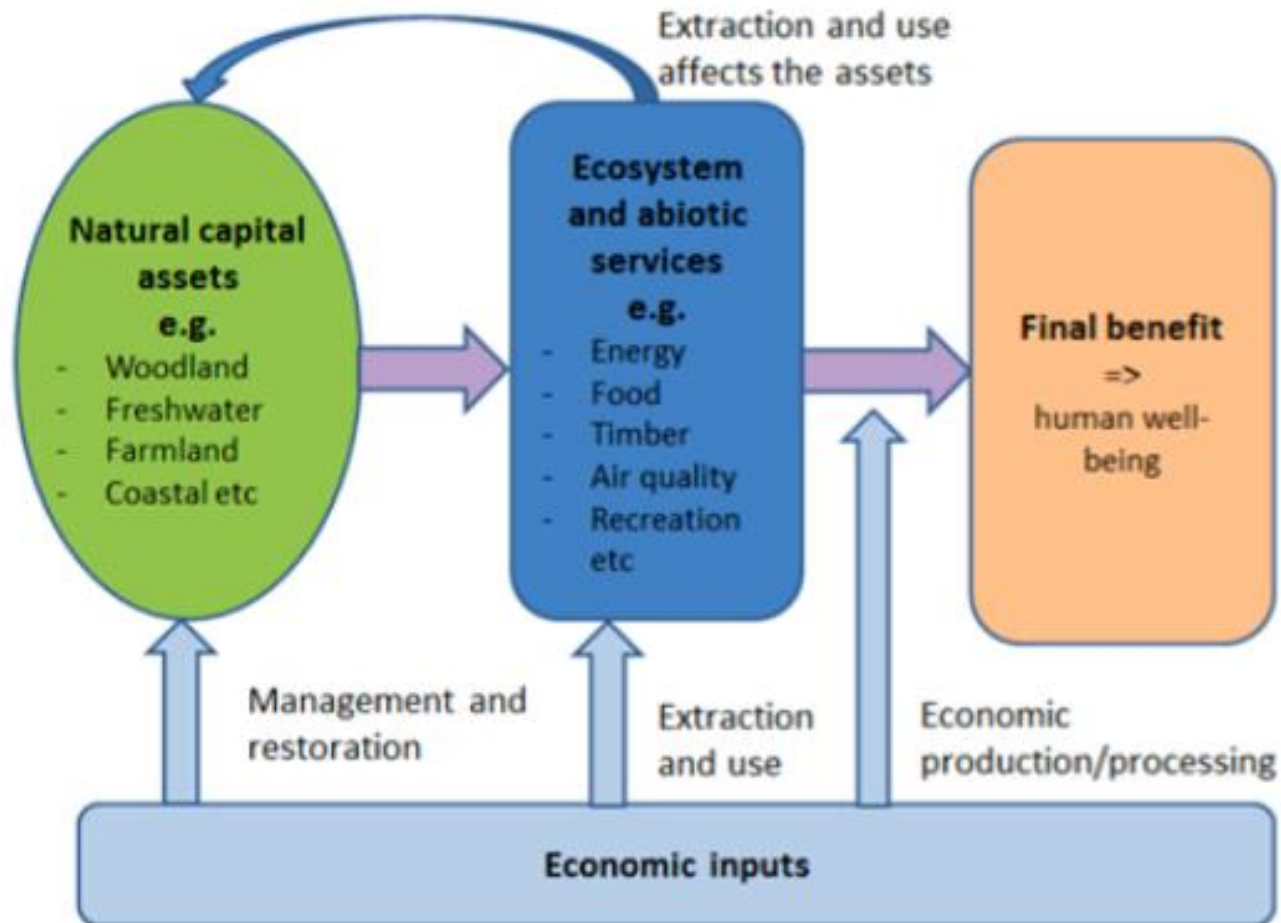 Extraction and use
affects the assets
Natural capital
assets
e.g.
- Woodland
- Freshwater
- Farmland
- Coastal etc
Ecosystem
and abiotic
services
e.g.
- Energy
- Food
- Timber
- Air quality
- Recreation
etc
Final benefit
=>
human well-
being
Management and
restoration
Extraction
and use
Economic
production/processing
Economic inputs